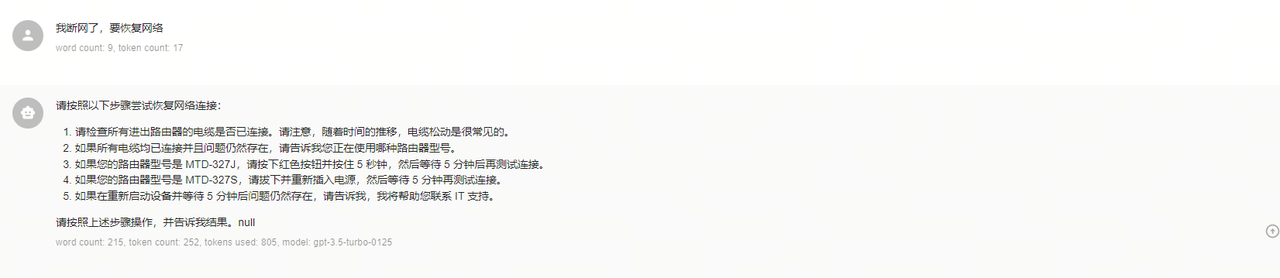 我断网了，要恢复网络
word count: 9, token count: 17
请按照以下步骤尝试恢复网络连接：
1. 请检查所有进出路由器的电缆是否已连接。请注意，随着时间的推移，电缆松动是很常见的。
2. 如果所有电缆均已连接并且问题仍然存在，请告诉我您正在使用哪种路由器型号。
3. 如果您的路由器型号是 MTD-327J，请按下红色按钮并按住 5 秒钟，然后等待 5 分钟后再测试连接。
4. 如果您的路由器型号是 MTD-327S，请拔下并重新插入电源，然后等待 5 分钟再测试连接。
5. 如果在重新启动设备并等待 5 分钟后问题仍然存在，请告诉我，我将帮助您联系 IT 支持。
请按照上述步骤操作，并告诉我结果。null
word count: 215, token count: 252, tokens used: 805, model: gpt-3.5-turbo-0125